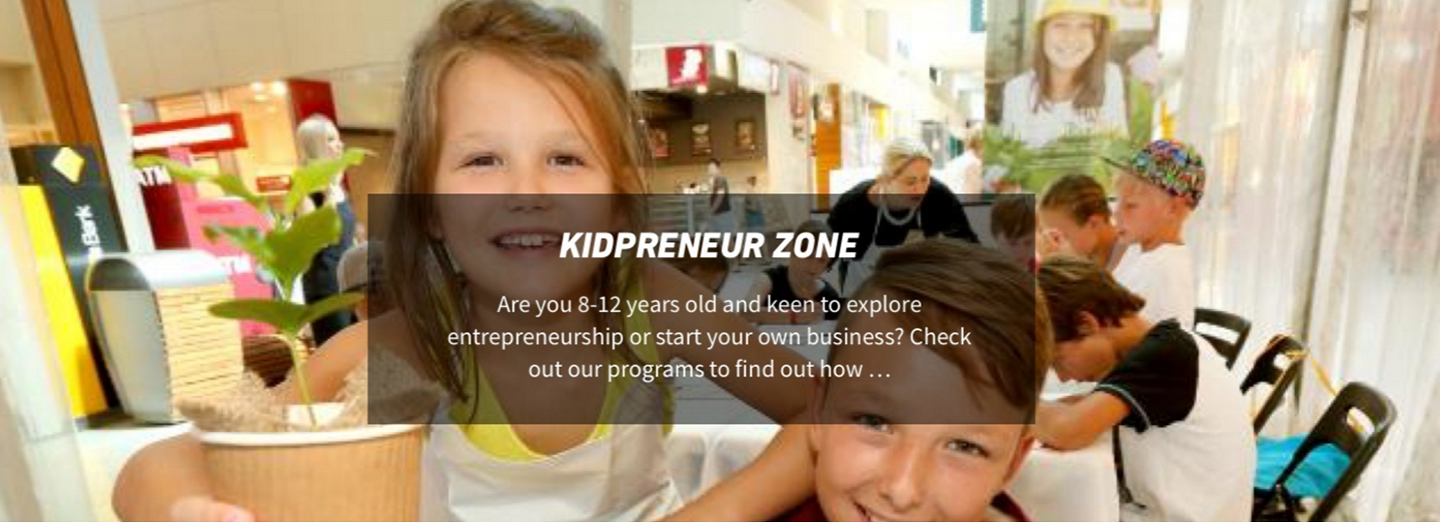 ATM
Bank
KIDPRENEUR ZONE
Are you 8-12 years old and keen to explore
entrepreneurship or start your own business? Check
out our programs to find out how …